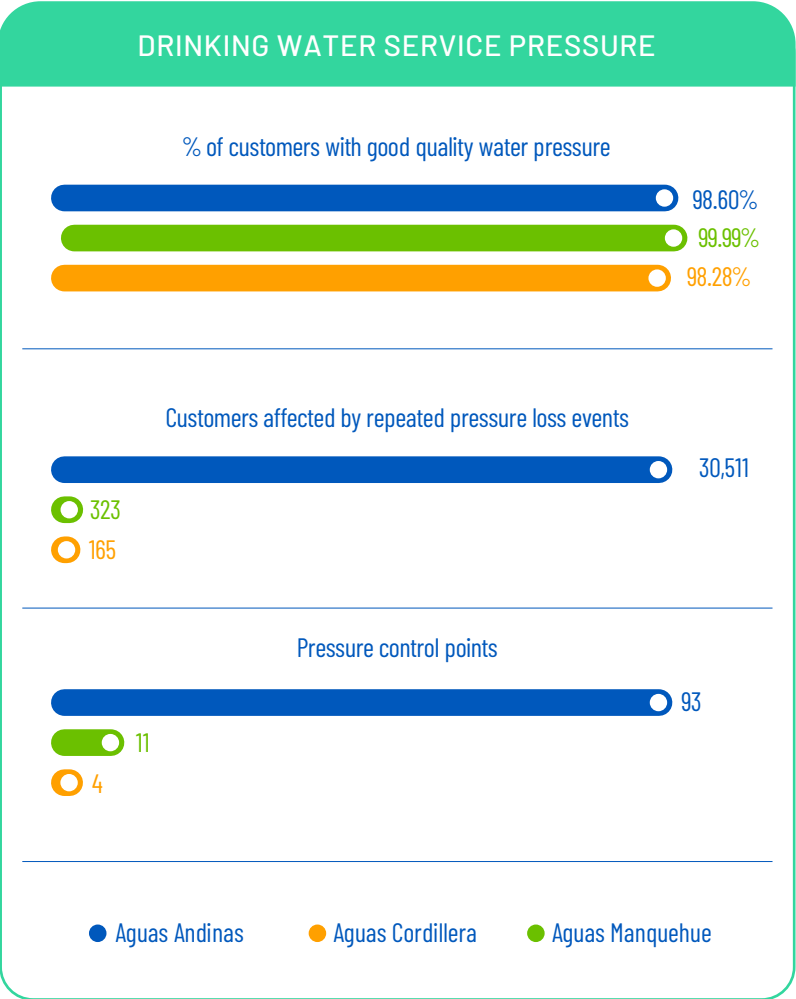 DRINKING WATER SERVICE PRESSURE
% of customers with good quality water pressure
98.60%
99.99%
98.28%
Customers affected by repeated pressure loss events
30,511
323
165
Pressure control points
93
11
4
Aguas Andinas Aguas Cordillera Aguas Manquehue